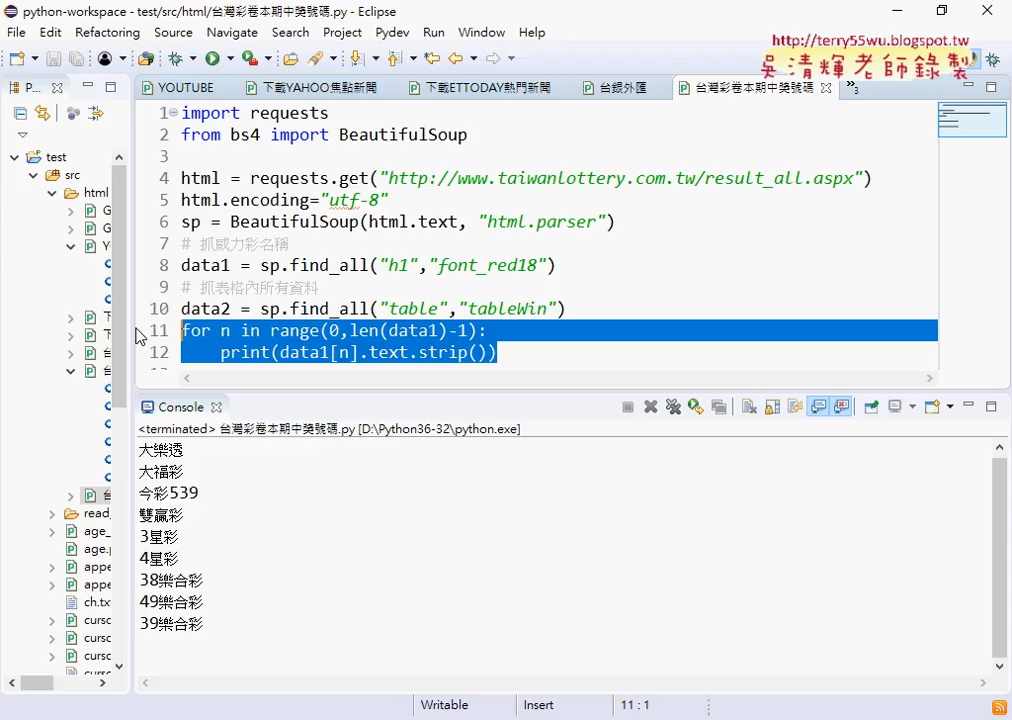 python-workspace - test/src/html/台灣彩卷本期中獎號碼.py - Eclipse
File Edit Refactoring Source Navigate Search Project Pydev Run Window Help
http://terry55wu.blogspot.tw
吳清輝老師錄製
P...
YOUTUBE
下載YAHOO焦點新聞
下載ETTODAY熱門新聞
台銀外匯
台灣彩卷本期中獎號碼
»3
test
src
html
read_
age_
age.p
appe
appe
ch.tx
cursc
cursc
cursc
1 import requests
2 from bs4 import BeautifulSoup
3
4 html = requests.get("http://www.taiwanlottery.com.tw/result_all.aspx")
5 html.encoding="utf-8"
6 sp = BeautifulSoup(html.text, "html.parser")
7 # 抓威力彩名稱
8 data1 = sp.find_all("h1","font_red18")
9 # 抓表格內所有資料
10 data2 = sp.find_all("table","tableWin")
11 for n in range(0,len(data1)-1):
12 print(data1[n].text.strip())
Console
<terminated> 台灣彩卷本期中獎號碼.py [D:\Python36-32\python.exe]
大樂透
大福彩
今彩539
雙贏彩
3星彩
4星彩
38樂合彩
49樂合彩
39樂合彩
Writable Insert 11 : 1